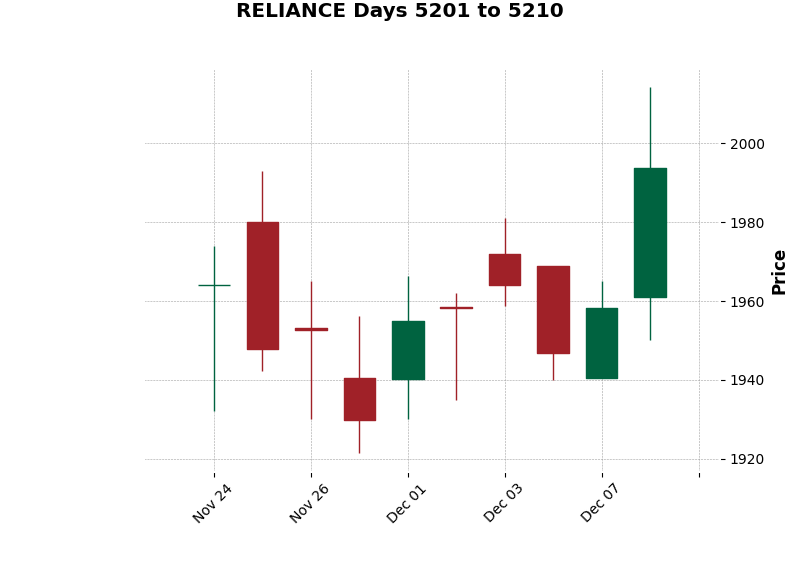 RELIANCE Days 5201 to 5210
2000
1980
1960
1940
1920
Price
Nov 24
Nov 26
Dec 01
Dec 03
Dec 07